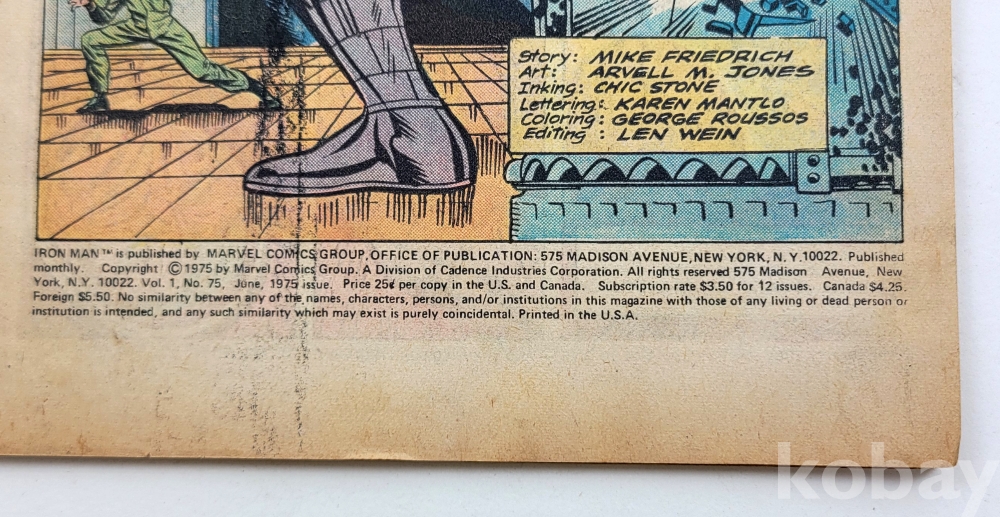 Story: MIKE FRIEDRICH
Art: ARVELL M. JONES
Inking: CHIC STONE
Lettering: KAREN MANTLO
Coloring: GEORGE ROUSSOS
Editing : LEN WEIN
IRON MAN™ is published by MARVEL COMICS GROUP, OFFICE OF PUBLICATION: 575 MADISON AVENUE, NEW YORK, N.Y. 10022. Published
monthly. Copyright ©1975 by Marvel Comics Group. A Division of Cadence Industries Corporation. All rights reserved 575 Madison Avenue, New
York, N.Y. 10022. Vol. 1, No. 75, June, 1975 issue. Price 25¢ per copy in the U.S. and Canada. Subscription rate $3.50 for 12 issues. Canada $4.25.
Foreign $5.50. No similarity between any of the names, characters, persons, and/or institutions in this magazine with those of any living or dead person or
institution is intended, and any such similarity which may exist is purely coincidental. Printed in the U.S.A.
kobay